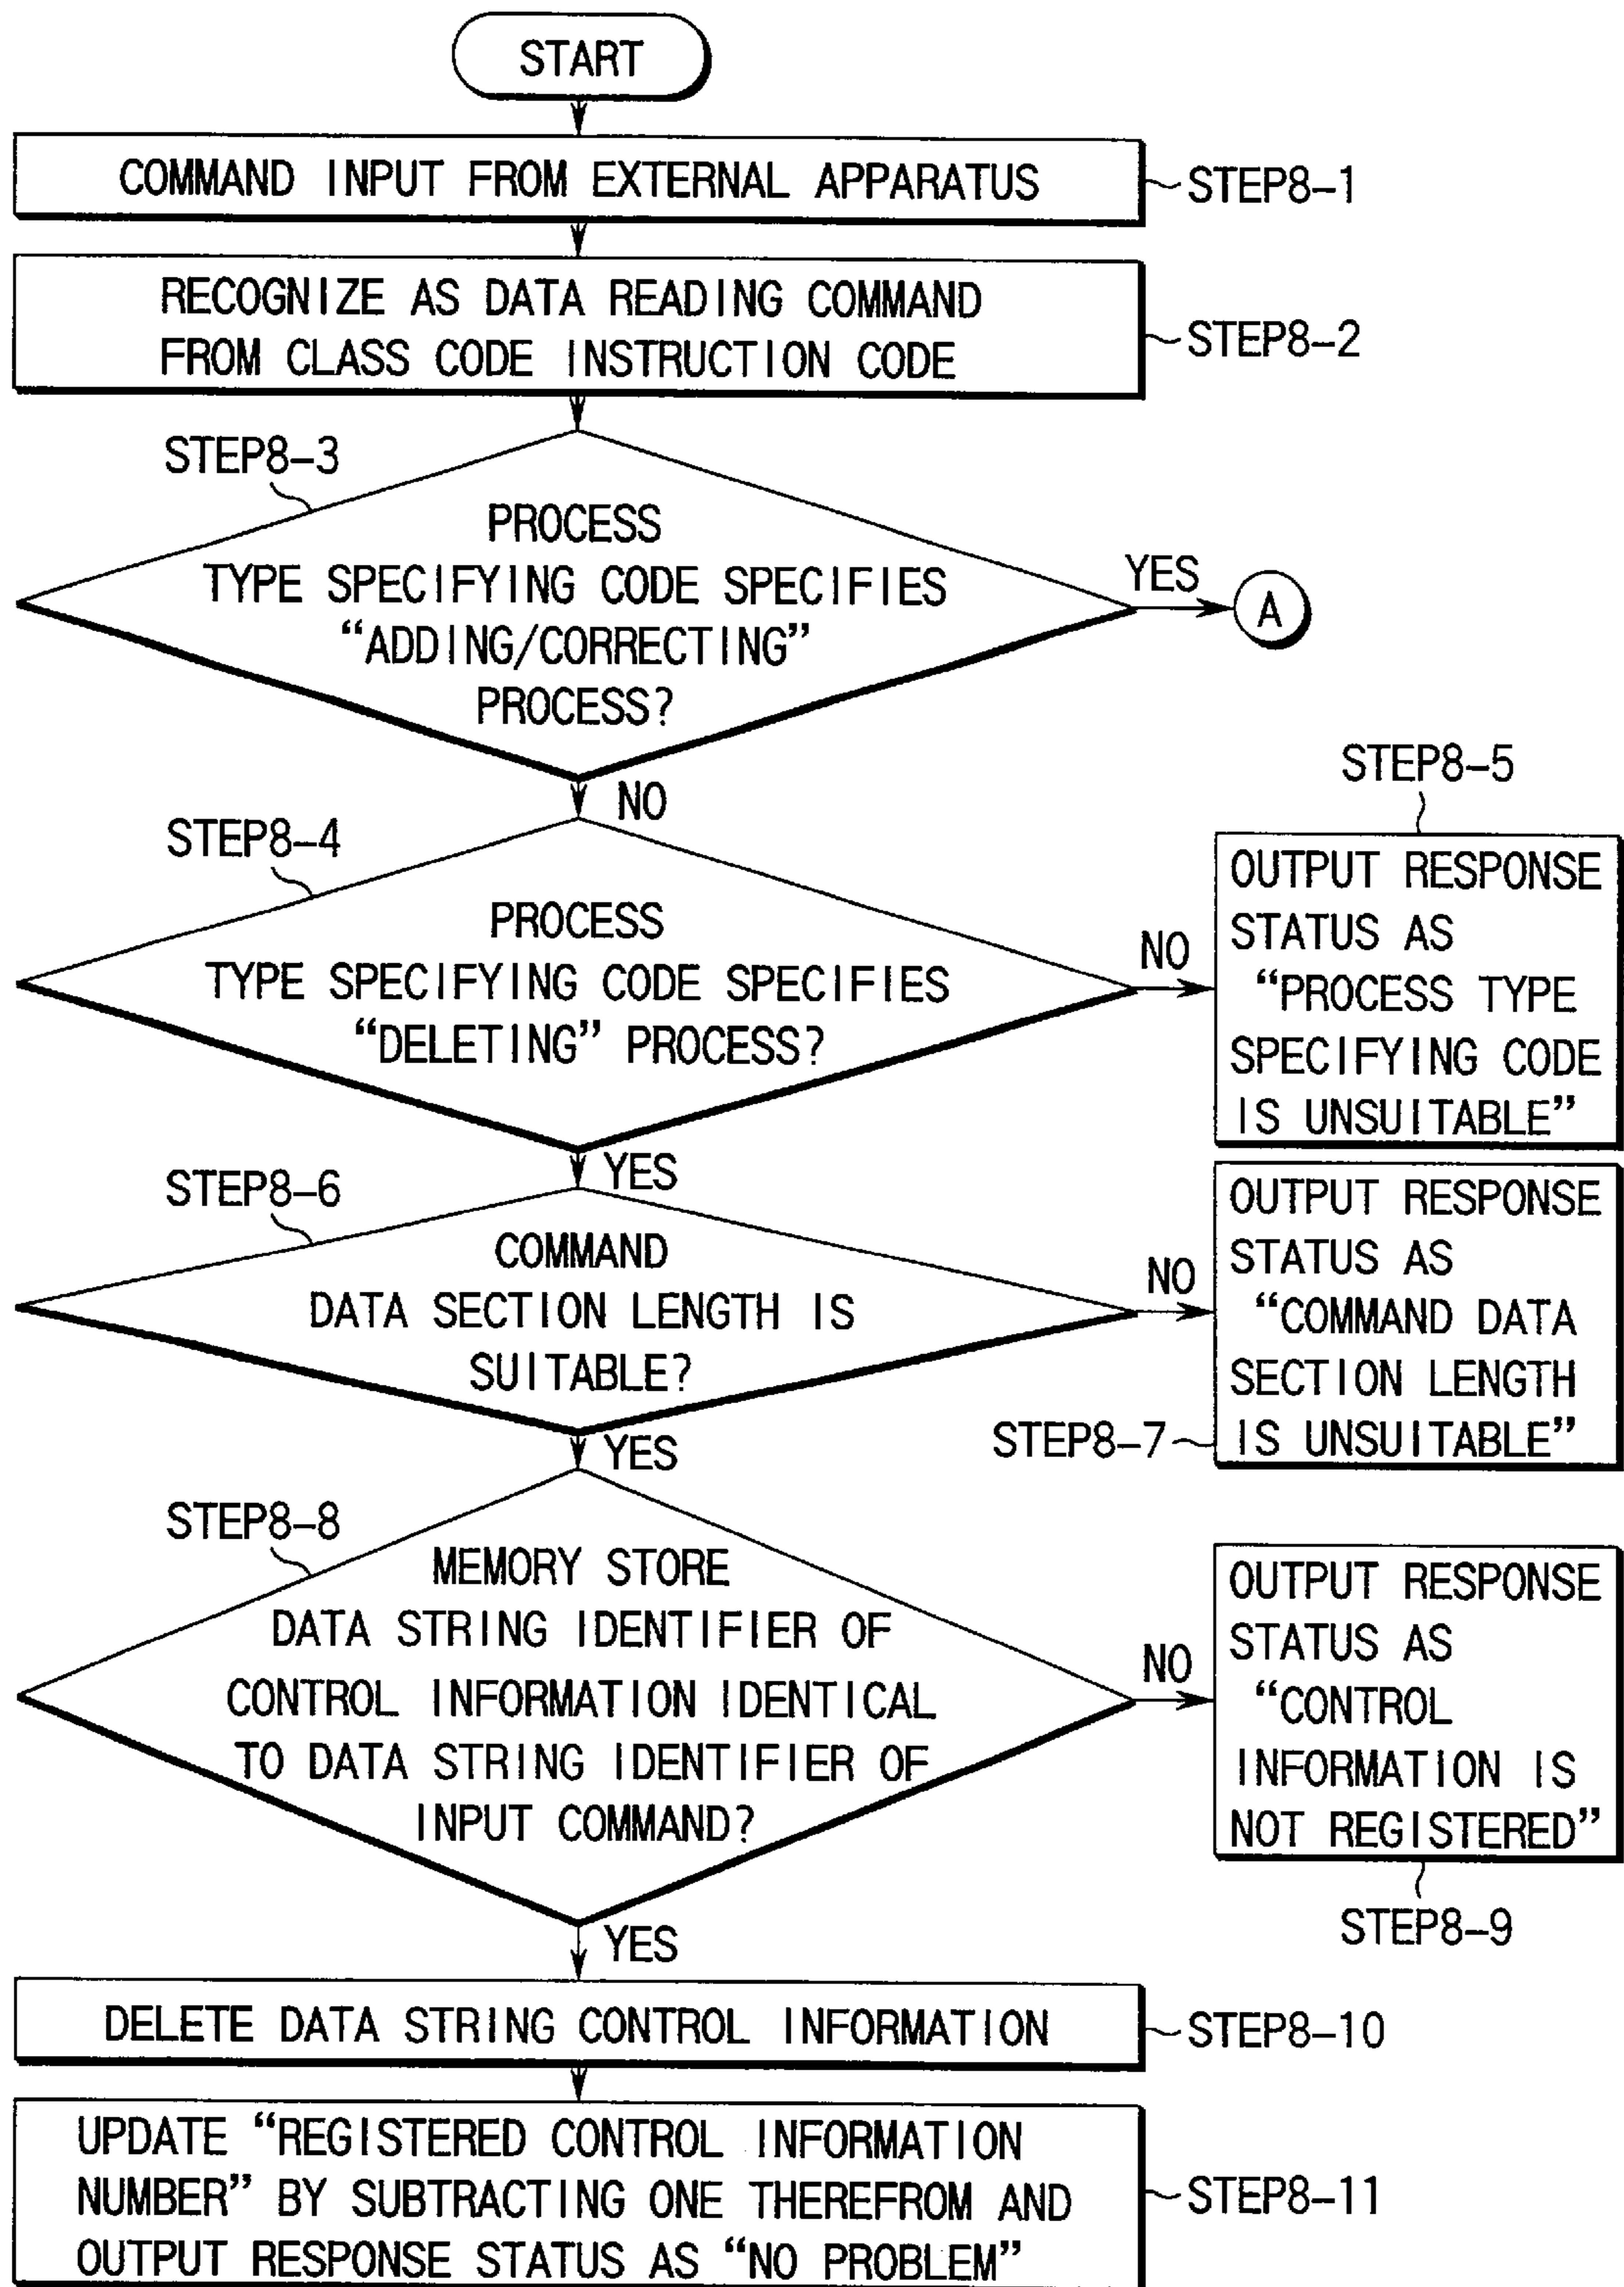 START
COMMAND INPUT FROM EXTERNAL APPARATUS
STEP8-1
RECOGNIZE AS DATA READING COMMAND
FROM CLASS CODE INSTRUCTION CODE
STEP8-2
STEP8-3
PROCESS
TYPE SPECIFYING CODE SPECIFIES
“ADDING/CORRECTING”
PROCESS?
YES
A
NO
STEP8-4
PROCESS
TYPE SPECIFYING CODE SPECIFIES
“DELETING” PROCESS?
NO
STEP8-5
OUTPUT RESPONSE
STATUS AS
“PROCESS TYPE
SPECIFYING CODE
IS UNSUITABLE”
YES
STEP8-6
COMMAND
DATA SECTION LENGTH IS
SUITABLE?
NO
OUTPUT RESPONSE
STATUS AS
“COMMAND DATA
SECTION LENGTH
IS UNSUITABLE”
STEP8-7
YES
STEP8-8
MEMORY STORE
DATA STRING IDENTIFIER OF
CONTROL INFORMATION IDENTICAL
TO DATA STRING IDENTIFIER OF
INPUT COMMAND?
NO
OUTPUT RESPONSE
STATUS AS
“CONTROL
INFORMATION IS
NOT REGISTERED”
STEP8-9
YES
DELETE DATA STRING CONTROL INFORMATION
STEP8-10
UPDATE “REGISTERED CONTROL INFORMATION
NUMBER” BY SUBTRACTING ONE THEREFROM AND
OUTPUT RESPONSE STATUS AS “NO PROBLEM”
STEP8-11